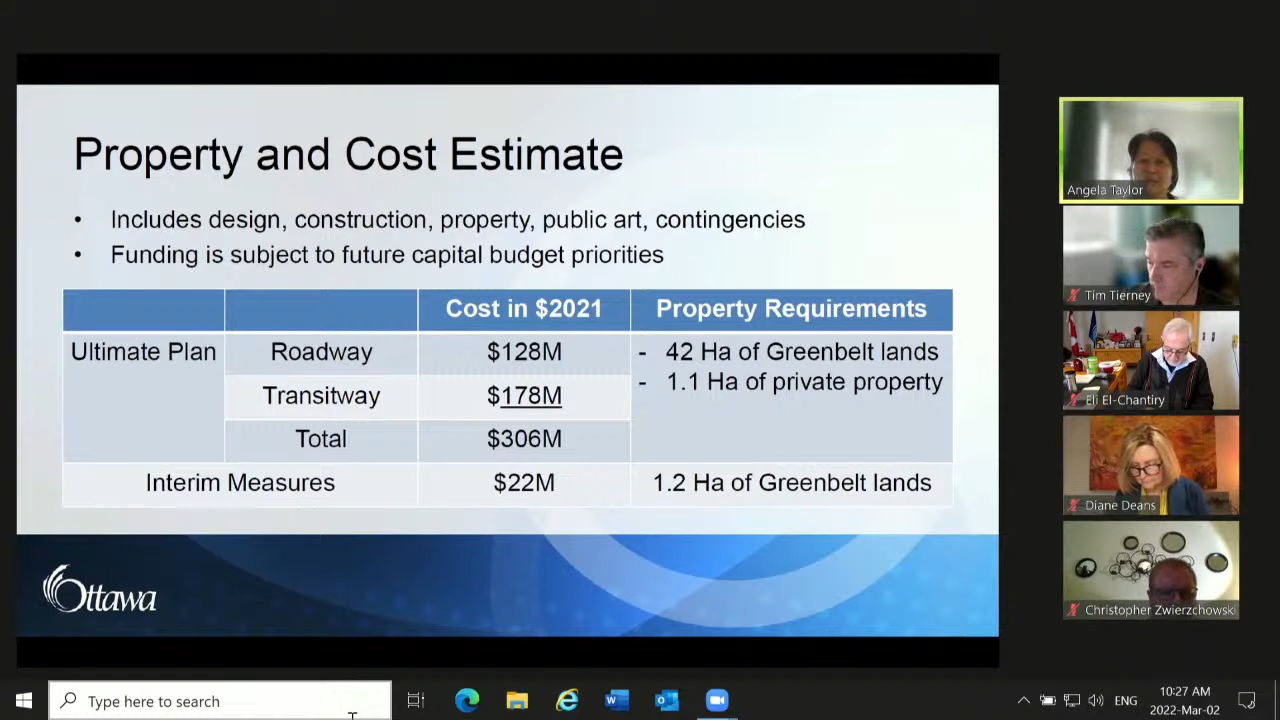 Property and Cost Estimate
• Includes design, construction, property, public art, contingencies
• Funding is subject to future capital budget priorities
Cost in $2021 Property Requirements
Ultimate Plan Roadway $128M - 42 Ha of Greenbelt lands
- 1.1 Ha of private property
Transitway $178M
Total $306M
Interim Measures $22M 1.2 Ha of Greenbelt lands
Ottawa
Angela Taylor
Tim Tierney
Eli El-Chantiry
Diane Deans
Christopher Zwierzchowski
Type here to search
ENG
10:27 AM
2022-Mar-02